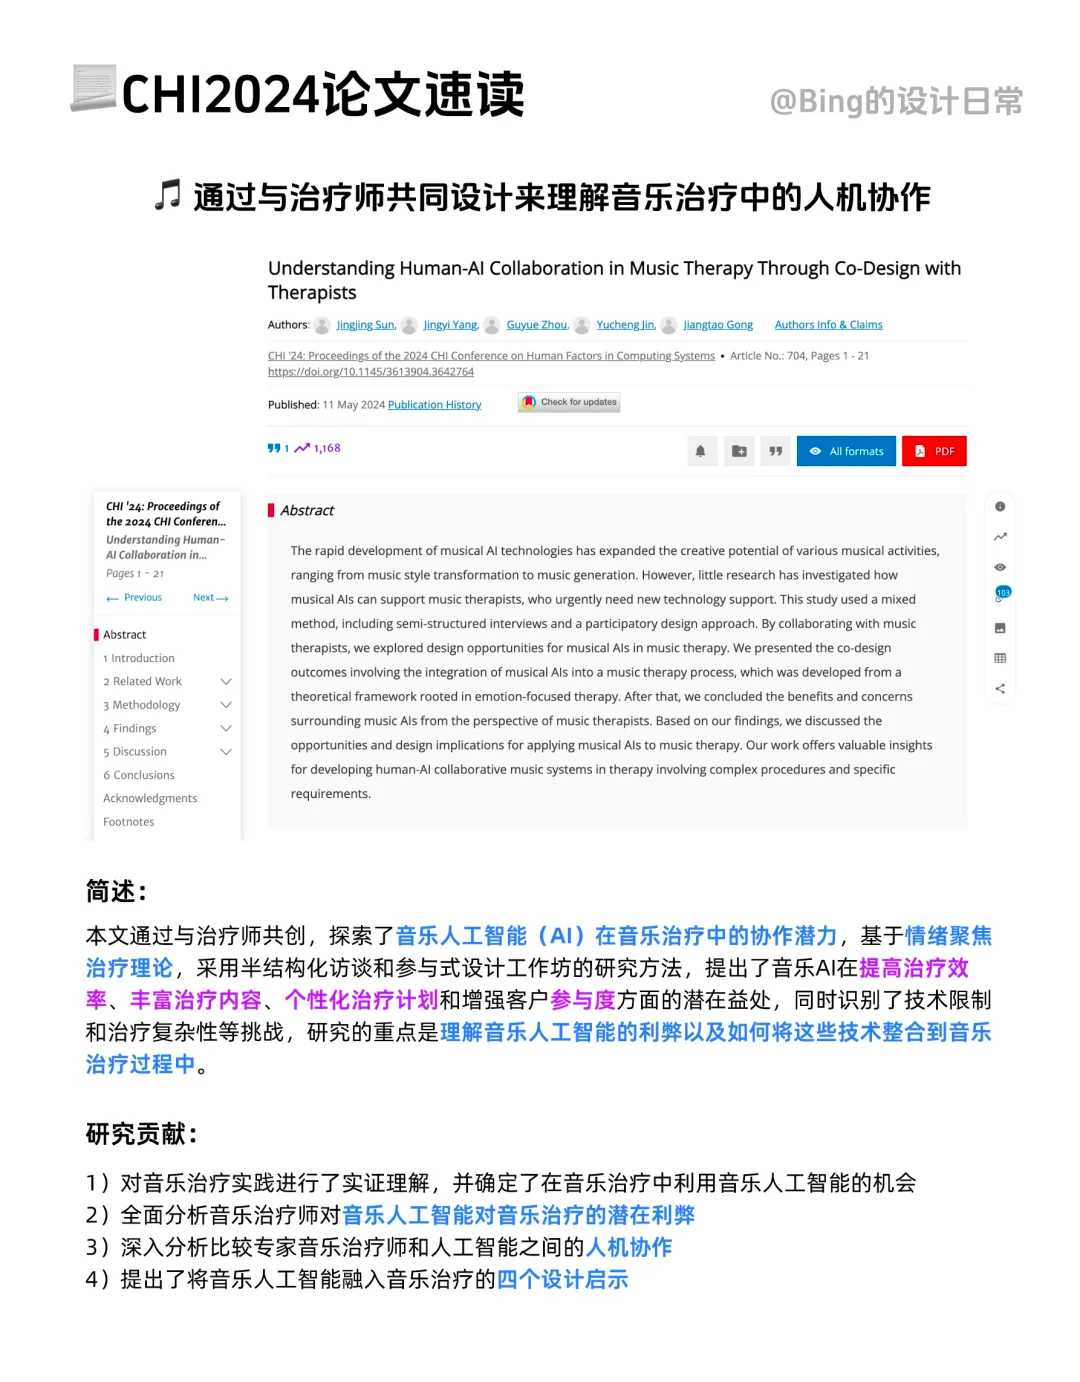 CHI2024论文速读
@Bing的设计日常
通过与治疗师共同设计来理解音乐治疗中的人机协作
Understanding Human-AI Collaboration in Music Therapy Through Co-Design with
Therapists
Authors: Jingjing Sun, Jingyi Yang, Guyue Zhou, Yucheng Jin, Jiangtao Gong Authors Info & Claims
CHI '24: Proceedings of the 2024 CHI Conference on Human Factors in Computing Systems • Article No.: 704, Pages 1 - 21
https://doi.org/10.1145/3613904.3642764
Published: 11 May 2024 Publication History Check for updates
1 1,168
All formats PDF
CHI '24: Proceedings of
the 2024 CHI Conferen...
Understanding Human-
AI Collaboration in...
Pages 1 - 21
← Previous Next →
Abstract
1 Introduction
2 Related Work
3 Methodology
4 Findings
5 Discussion
6 Conclusions
Acknowledgments
Footnotes
Abstract
The rapid development of musical AI technologies has expanded the creative potential of various musical activities,
ranging from music style transformation to music generation. However, little research has investigated how
musical AIs can support music therapists, who urgently need new technology support. This study used a mixed
method, including semi-structured interviews and a participatory design approach. By collaborating with music
therapists, we explored design opportunities for musical AIs in music therapy. We presented the co-design
outcomes involving the integration of musical AIs into a music therapy process, which was developed from a
theoretical framework rooted in emotion-focused therapy. After that, we concluded the benefits and concerns
surrounding music AIs from the perspective of music therapists. Based on our findings, we discussed the
opportunities and design implications for applying musical AIs to music therapy. Our work offers valuable insights
for developing human-AI collaborative music systems in therapy involving complex procedures and specific
requirements.
103
简述：
本文通过与治疗师共创，探索了音乐人工智能（AI）在音乐治疗中的协作潜力，基于情绪聚焦
治疗理论，采用半结构化访谈和参与式设计工作坊的研究方法，提出了音乐AI在提高治疗效
率、丰富治疗内容、个性化治疗计划和增强客户参与度方面的潜在益处，同时识别了技术限制
和治疗复杂性等挑战，研究的重点是理解音乐人工智能的利弊以及如何将这些技术整合到音乐
治疗过程中。
研究贡献：
1）对音乐治疗实践进行了实证理解，并确定了在音乐治疗中利用音乐人工智能的机会
2）全面分析音乐治疗师对音乐人工智能对音乐治疗的潜在利弊
3）深入分析比较专家音乐治疗师和人工智能之间的人机协作
4）提出了将音乐人工智能融入音乐治疗的四个设计启示